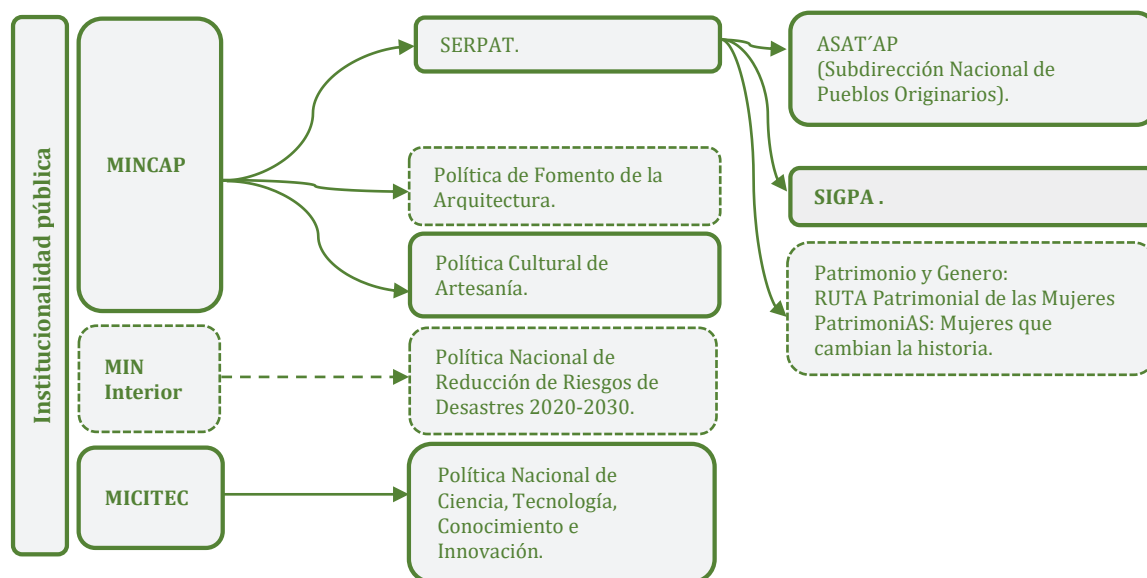 Institucionalidad pública
MINCAP
SERPAT.
ASAT´AP
(Subdirección Nacional de
Pueblos Originarios).
SIGPA .
Patrimonio y Genero:
RUTA Patrimonial de las Mujeres
PatrimoniAS: Mujeres que
cambian la historia.
Política de Fomento de la
Arquitectura.
Política Cultural de
Artesanía.
MIN
Interior
Política Nacional de
Reducción de Riesgos de
Desastres 2020-2030.
MICITEC
Política Nacional de
Ciencia, Tecnología,
Conocimiento e
Innovación.